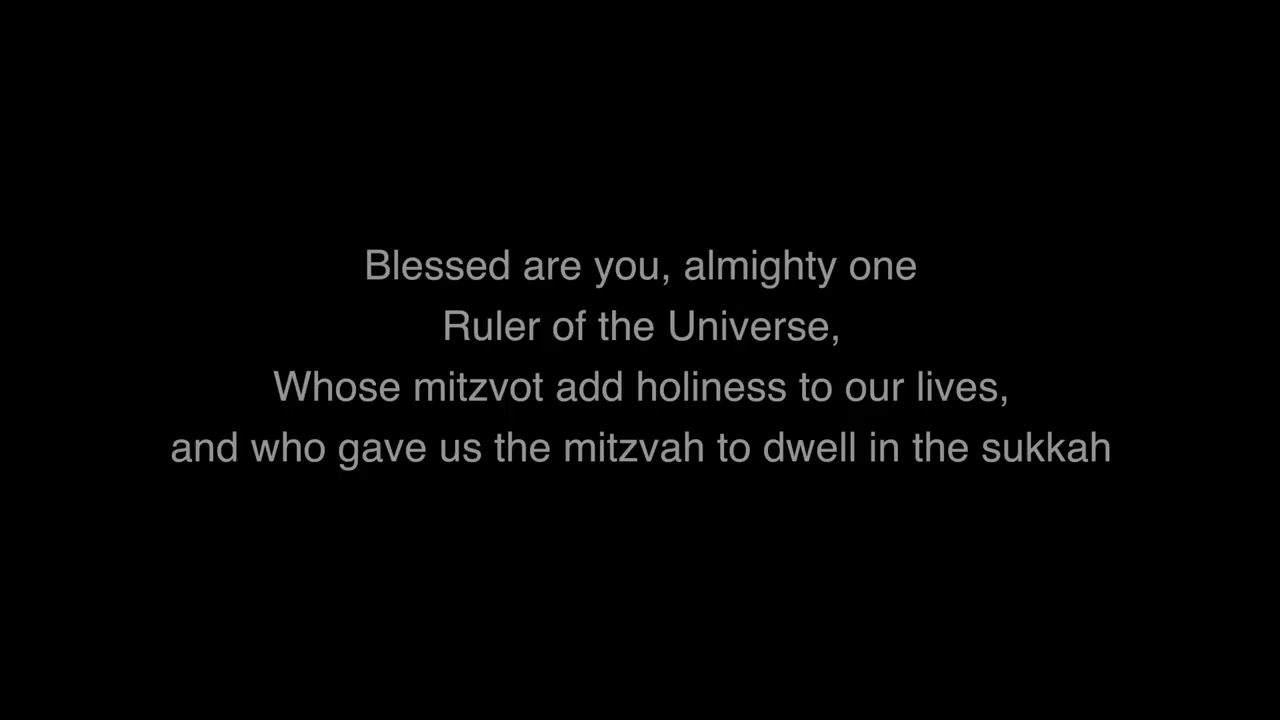 Blessed are you, almighty one
Ruler of the Universe,
Whose mitzvot add holiness to our lives,
and who gave us the mitzvah to dwell in the sukkah